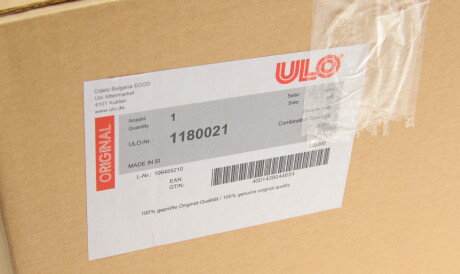 Odelo Bulgaria EOOD
Ulo Aftermarket
4101 Kuklen
www.ulo.de
ULO
ORIGINAL
Anzahl
Quantity
1
Seite
Side
ULO-Nr.
1180021
Combination
MADE IN SI
L-Nr. 106455210
EAN:
GTIN:
4001439044694
100% geprüfte Original-Qualität / 100% genuine original quality